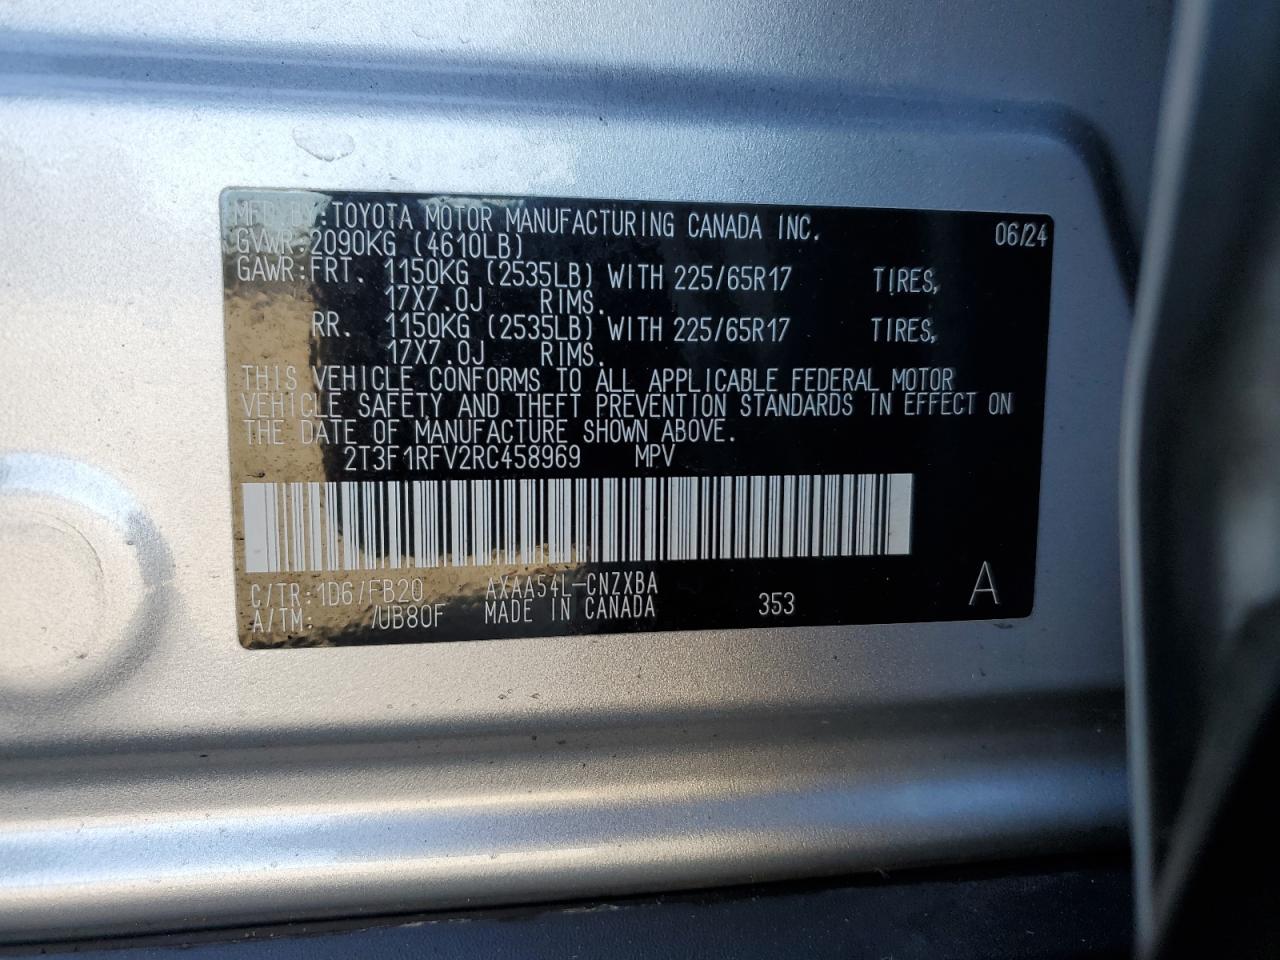 MFD.BY:TOYOTA MOTOR MANUFACTURING CANADA INC. 06/24
GVWR:2090KG (4610LB)
GAWR:FRT. 1150KG (2535LB) WITH 225/65R17 TIRES,
17X7.0J RIMS.
RR. 1150KG (2535LB) WITH 225/65R17 TIRES,
17X7.0J RIMS.
THIS VEHICLE CONFORMS TO ALL APPLICABLE FEDERAL MOTOR
VEHICLE SAFETY AND THEFT PREVENTION STANDARDS IN EFFECT ON
THE DATE OF MANUFACTURE SHOWN ABOVE.
2T3F1RFV2RC458969 MPV
C/TR:1D6/FB20 AXAA54L-CNZXBA
A/TM: /UB80F MADE IN CANADA 353 A